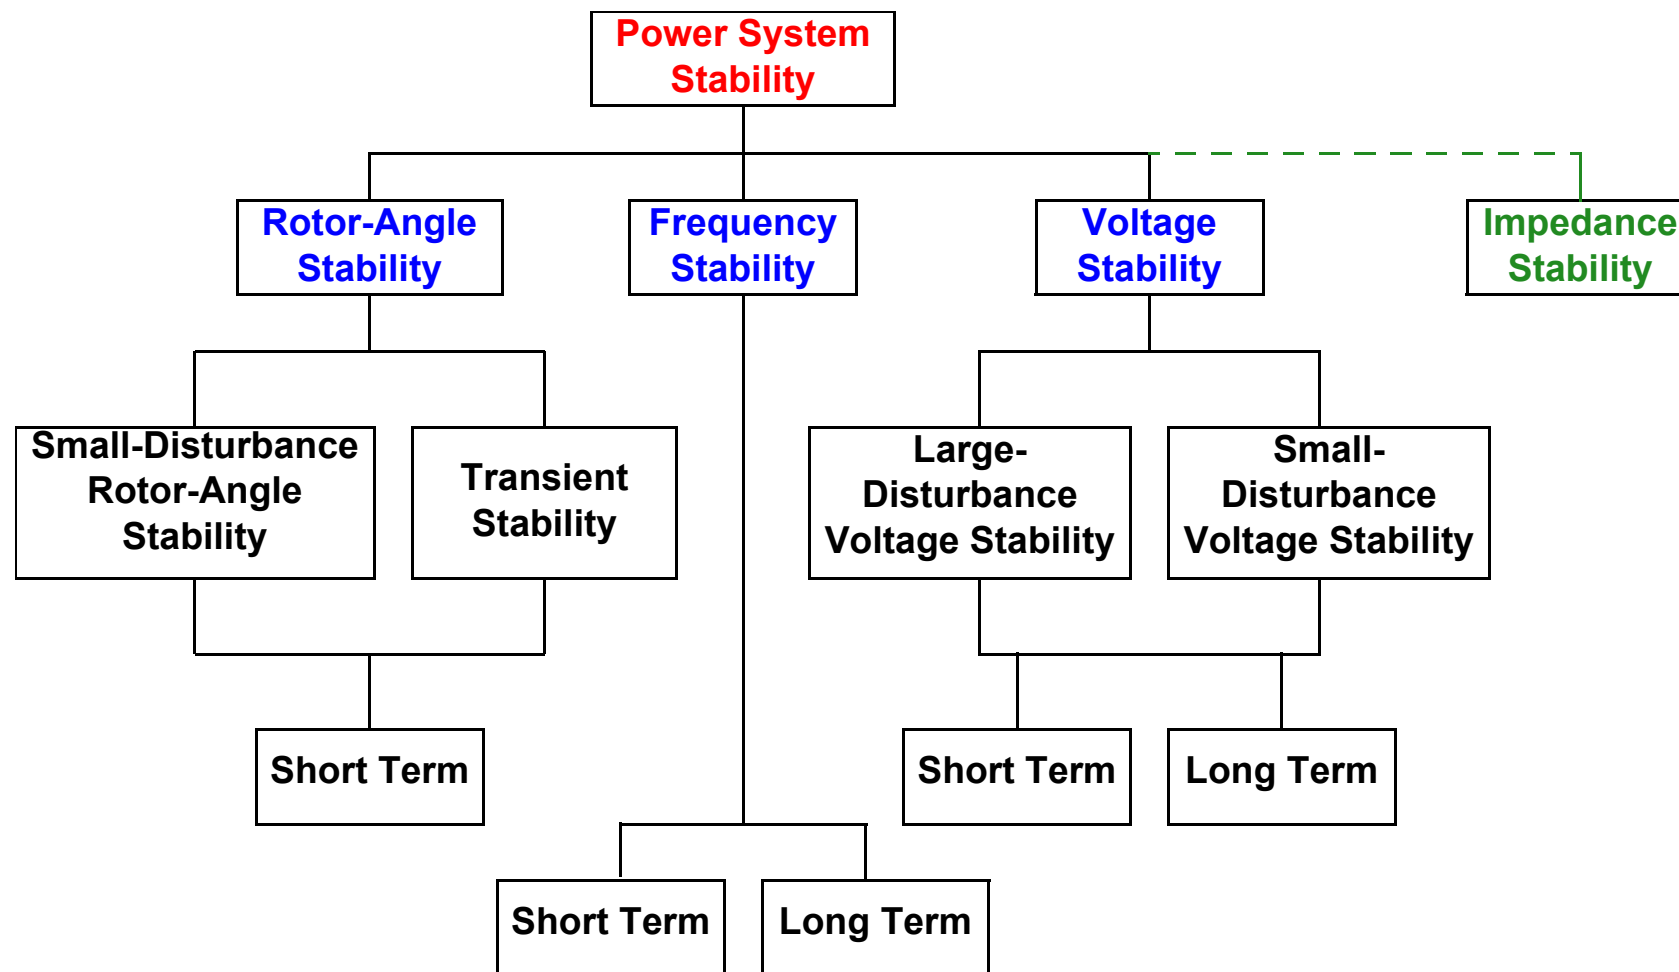 Power System
Stability
Rotor-Angle
Stability
Frequency
Stability
Voltage
Stability
Impedance
Stability
Small-Disturbance
Rotor-Angle
Stability
Transient
Stability
Large-
Disturbance
Voltage Stability
Small-
Disturbance
Voltage Stability
Short Term
Short Term
Long Term
Short Term
Long Term